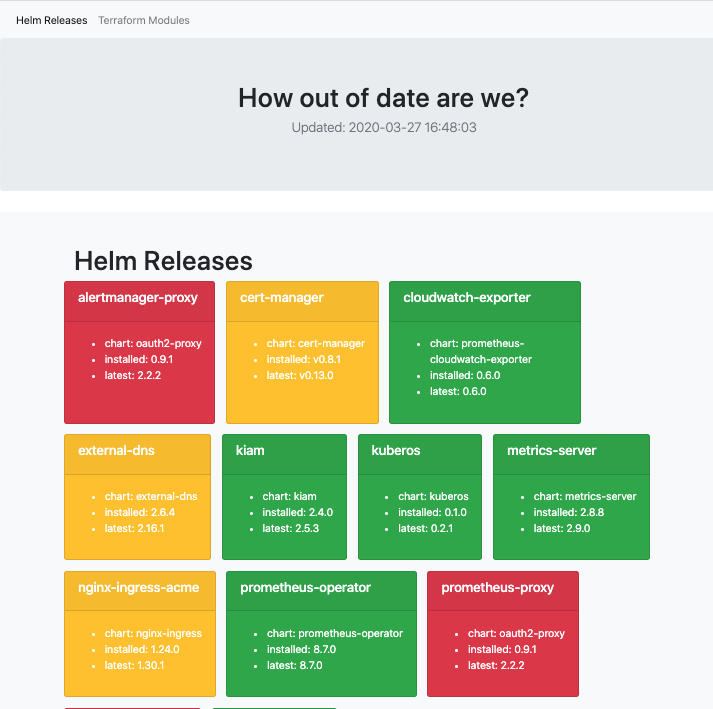 Helm Releases Terraform Modules
How out of date are we?
Updated: 2020-03-27 16:48:03
Helm Releases
alertmanager-proxy
chart: oauth2-proxy
installed: 0.9.1
latest: 2.2.2
cert-manager
chart: cert-manager
installed: v0.8.1
latest: v0.13.0
cloudwatch-exporter
chart: prometheus-
cloudwatch-exporter
installed: 0.6.0
latest: 0.6.0
external-dns
chart: external-dns
installed: 2.6.4
latest: 2.16.1
kiam
chart: kiam
installed: 2.4.0
latest: 2.5.3
kuberos
chart: kuberos
installed: 0.1.0
latest: 0.2.1
metrics-server
chart: metrics-server
installed: 2.8.8
latest: 2.9.0
nginx-ingress-acme
chart: nginx-ingress
installed: 1.24.0
latest: 1.30.1
prometheus-operator
chart: prometheus-operator
installed: 8.7.0
latest: 8.7.0
prometheus-proxy
chart: oauth2-proxy
installed: 0.9.1
latest: 2.2.2